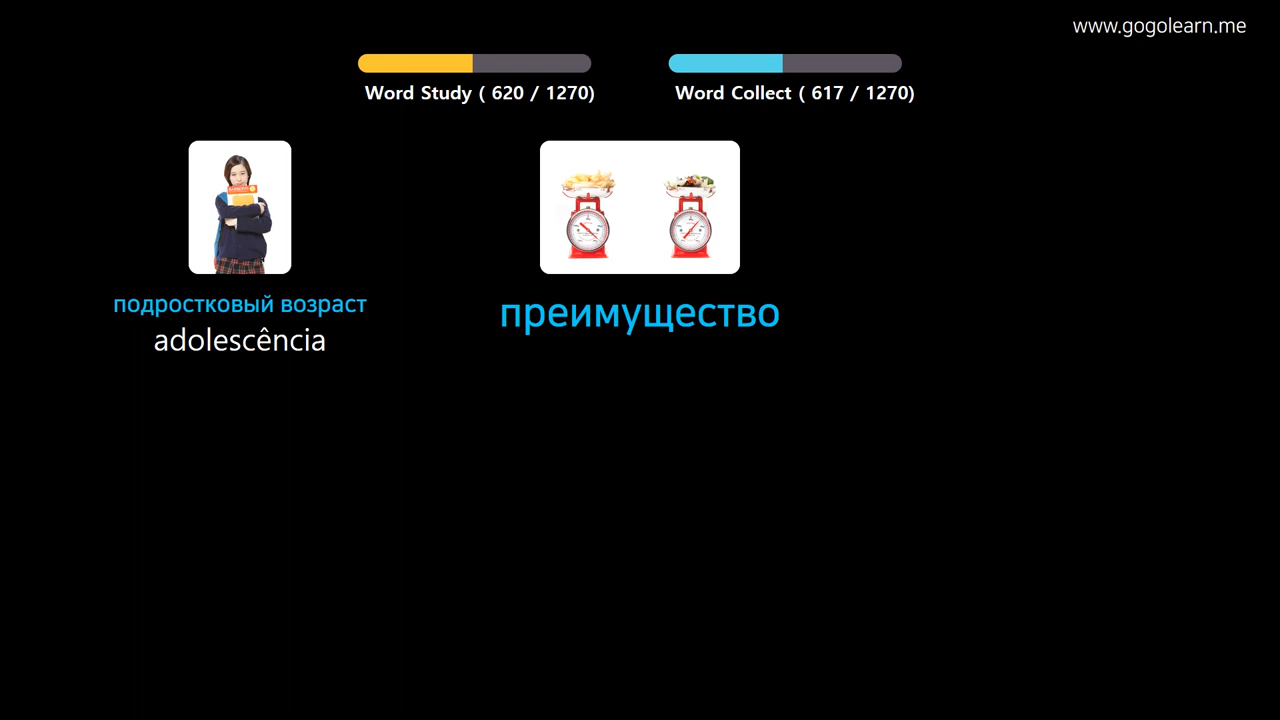 www.gogolearn.me
Word Study ( 620 / 1270)
Word Collect ( 617 / 1270)
подростковый возраст
adolescência
преимущество